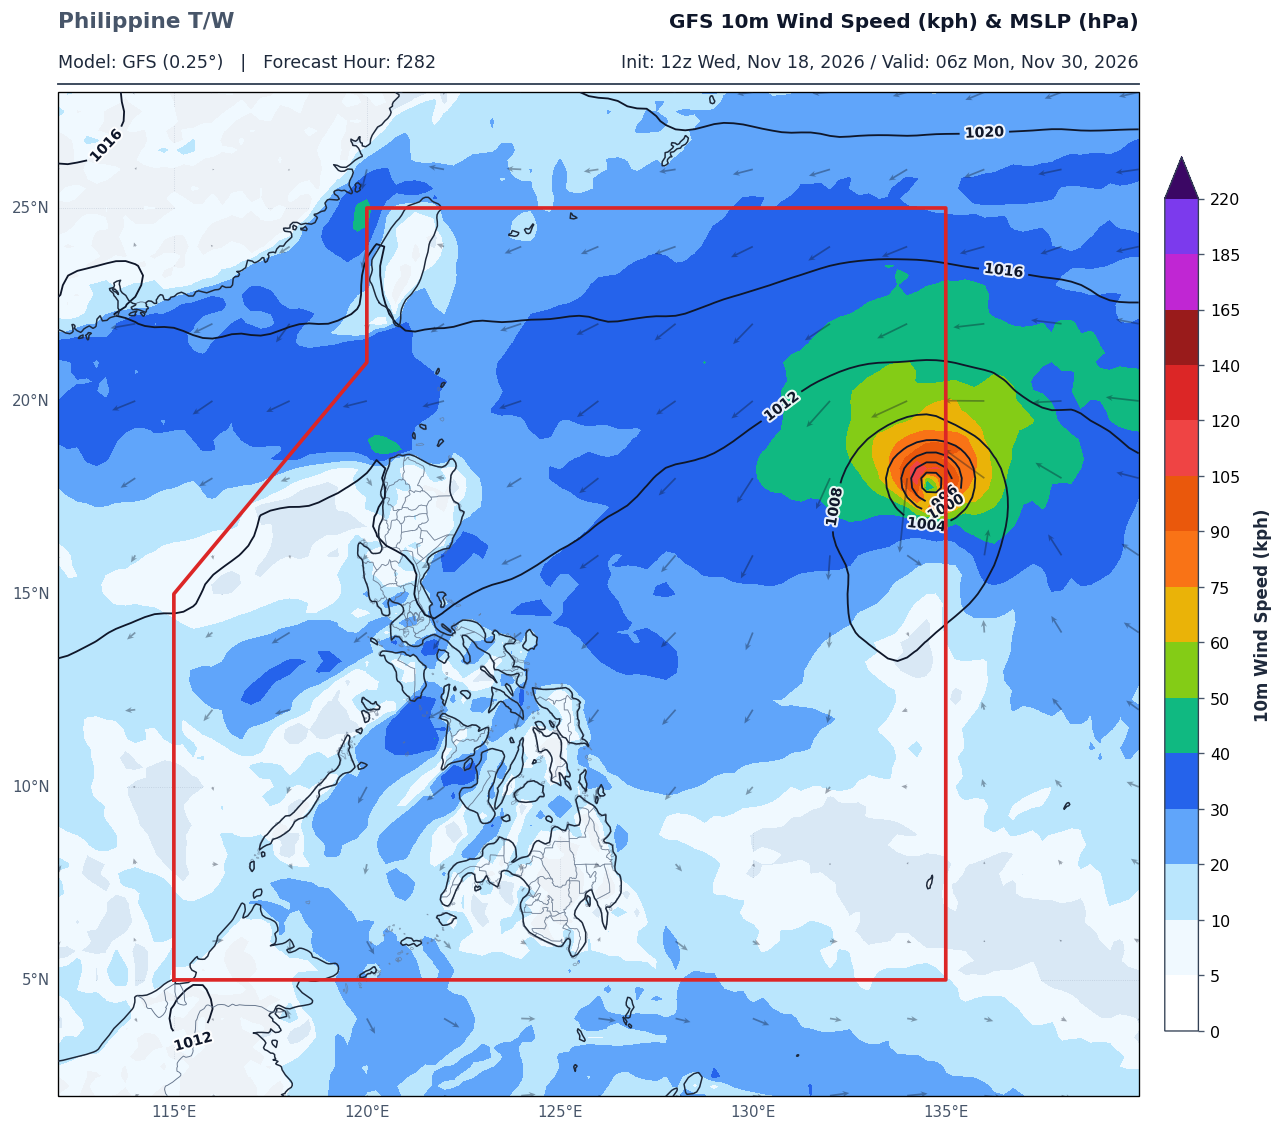 Philippine T/W
GFS 10m Wind Speed (kph) & MSLP (hPa)
Model: GFS (0.25°) | Forecast Hour: f282
Init: 12z Wed, Nov 18, 2026 / Valid: 06z Mon, Nov 30, 2026
1016
1020
1016
1012
1008
996
1000
1004
1012
25°N
20°N
15°N
10°N
5°N
115°E
120°E
125°E
130°E
135°E
220
185
165
140
120
105
90
75
60
50
40
30
20
10
5
0
10m Wind Speed (kph)